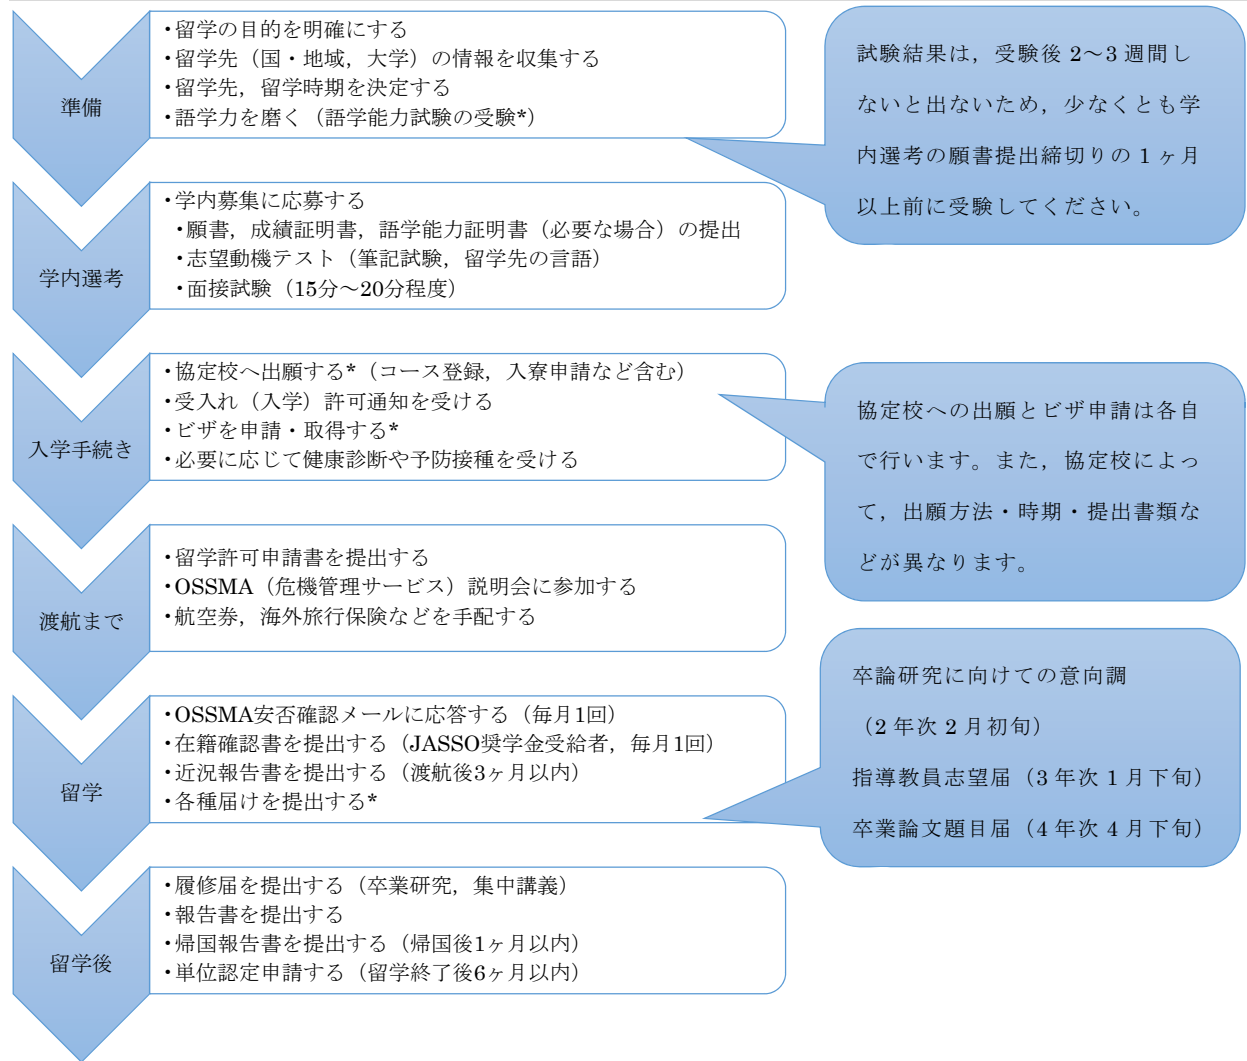 準備
・留学の目的を明確にする
・留学先（国・地域，大学）の情報を収集する
・留学先，留学時期を決定する
・語学力を磨く（語学能力試験の受験*）
試験結果は，受験後 2～3 週間し
ないと出ないため，少なくとも学
内選考の願書提出締切りの 1 ヶ月
以上前に受験してください。
学内選考
・学内募集に応募する
・願書，成績証明書，語学能力証明書（必要な場合）の提出
・志望動機テスト（筆記試験，留学先の言語）
・面接試験（15分～20分程度）
入学手続き
・協定校へ出願する*（コース登録，入寮申請など含む）
・受入れ（入学）許可通知を受ける
・ビザを申請・取得する*
・必要に応じて健康診断や予防接種を受ける
協定校への出願とビザ申請は各自
で行います。また，協定校によっ
て，出願方法・時期・提出書類な
どが異なります。
渡航まで
・留学許可申請書を提出する
・OSSMA（危機管理サービス）説明会に参加する
・航空券，海外旅行保険などを手配する
留学
・OSSMA安否確認メールに応答する（毎月1回）
・在籍確認書を提出する（JASSO奨学金受給者，毎月1回）
・近況報告書を提出する（渡航後3ヶ月以内）
・各種届けを提出する*
卒論研究に向けての意向調
（2 年次 2 月初旬）
指導教員志望届（3 年次 1 月下旬）
卒業論文題目届（4 年次 4 月下旬）
留学後
・履修届を提出する（卒業研究，集中講義）
・報告書を提出する
・帰国報告書を提出する（帰国後1ヶ月以内）
・単位認定申請する（留学終了後6ヶ月以内）